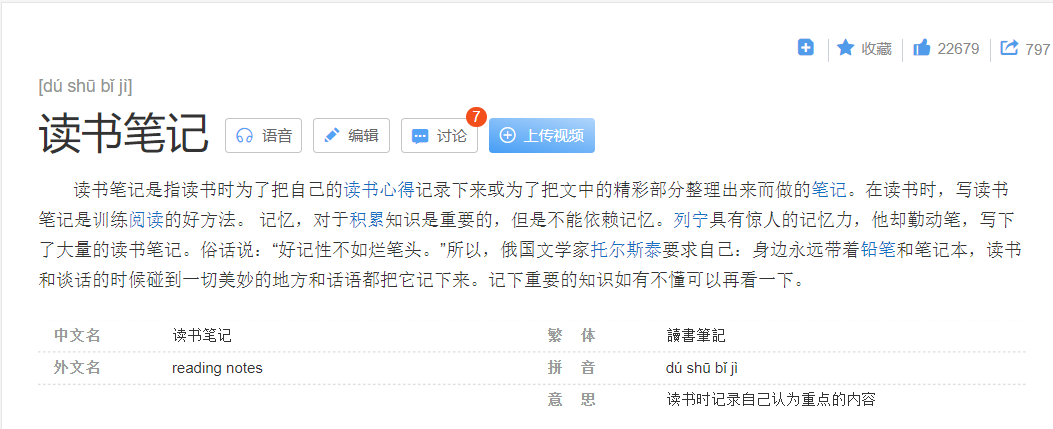 收藏 22679 797
[dú shū bǐ jì]
读书笔记 语音 编辑 讨论 7 上传视频
读书笔记是指读书时为了把自己的读书心得记录下来或为了把文中的精彩部分整理出来而做的笔记。在读书时，写读书
笔记是训练阅读的好方法。 记忆，对于积累知识是重要的，但是不能依赖记忆。列宁具有惊人的记忆力，他却勤动笔，写下
了大量的读书笔记。俗话说：“好记性不如烂笔头。”所以，俄国文学家托尔斯泰要求自己：身边永远带着铅笔和笔记本，读书
和谈话的时候碰到一切美妙的地方和话语都把它记下来。记下重要的知识如有不懂可以再看一下。
中文名 读书笔记 繁 体 讀書筆記
外文名 reading notes 拼 音 dú shū bǐ jì
意 思 读书时记录自己认为重点的内容